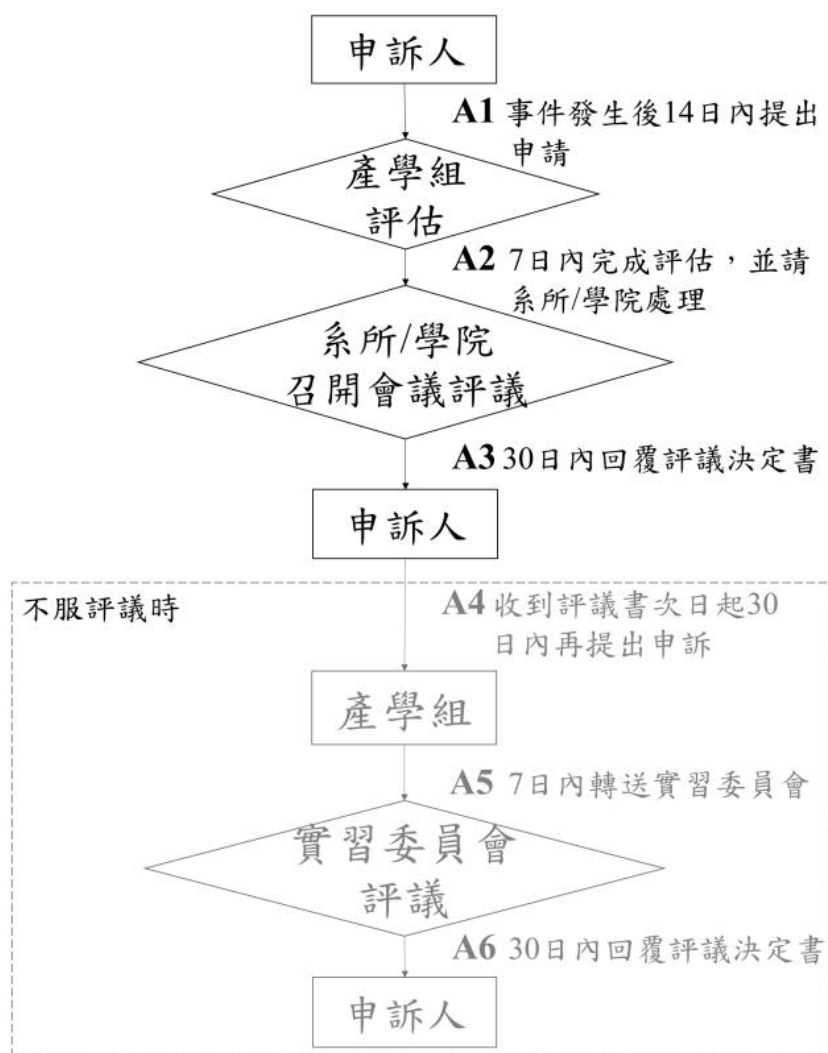 申訴人
A1 事件發生後14日內提出
申請
產學組
評估
A2 7日內完成評估，並請
系所/學院處理
系所/學院
召開會議評議
A3 30日內回覆評議決定書
申訴人
不服評議時
A4 收到評議書次日起30
日內再提出申訴
產學組
A5 7日內轉送實習委員會
實習委員會
評議
A6 30日內回覆評議決定書
申訴人